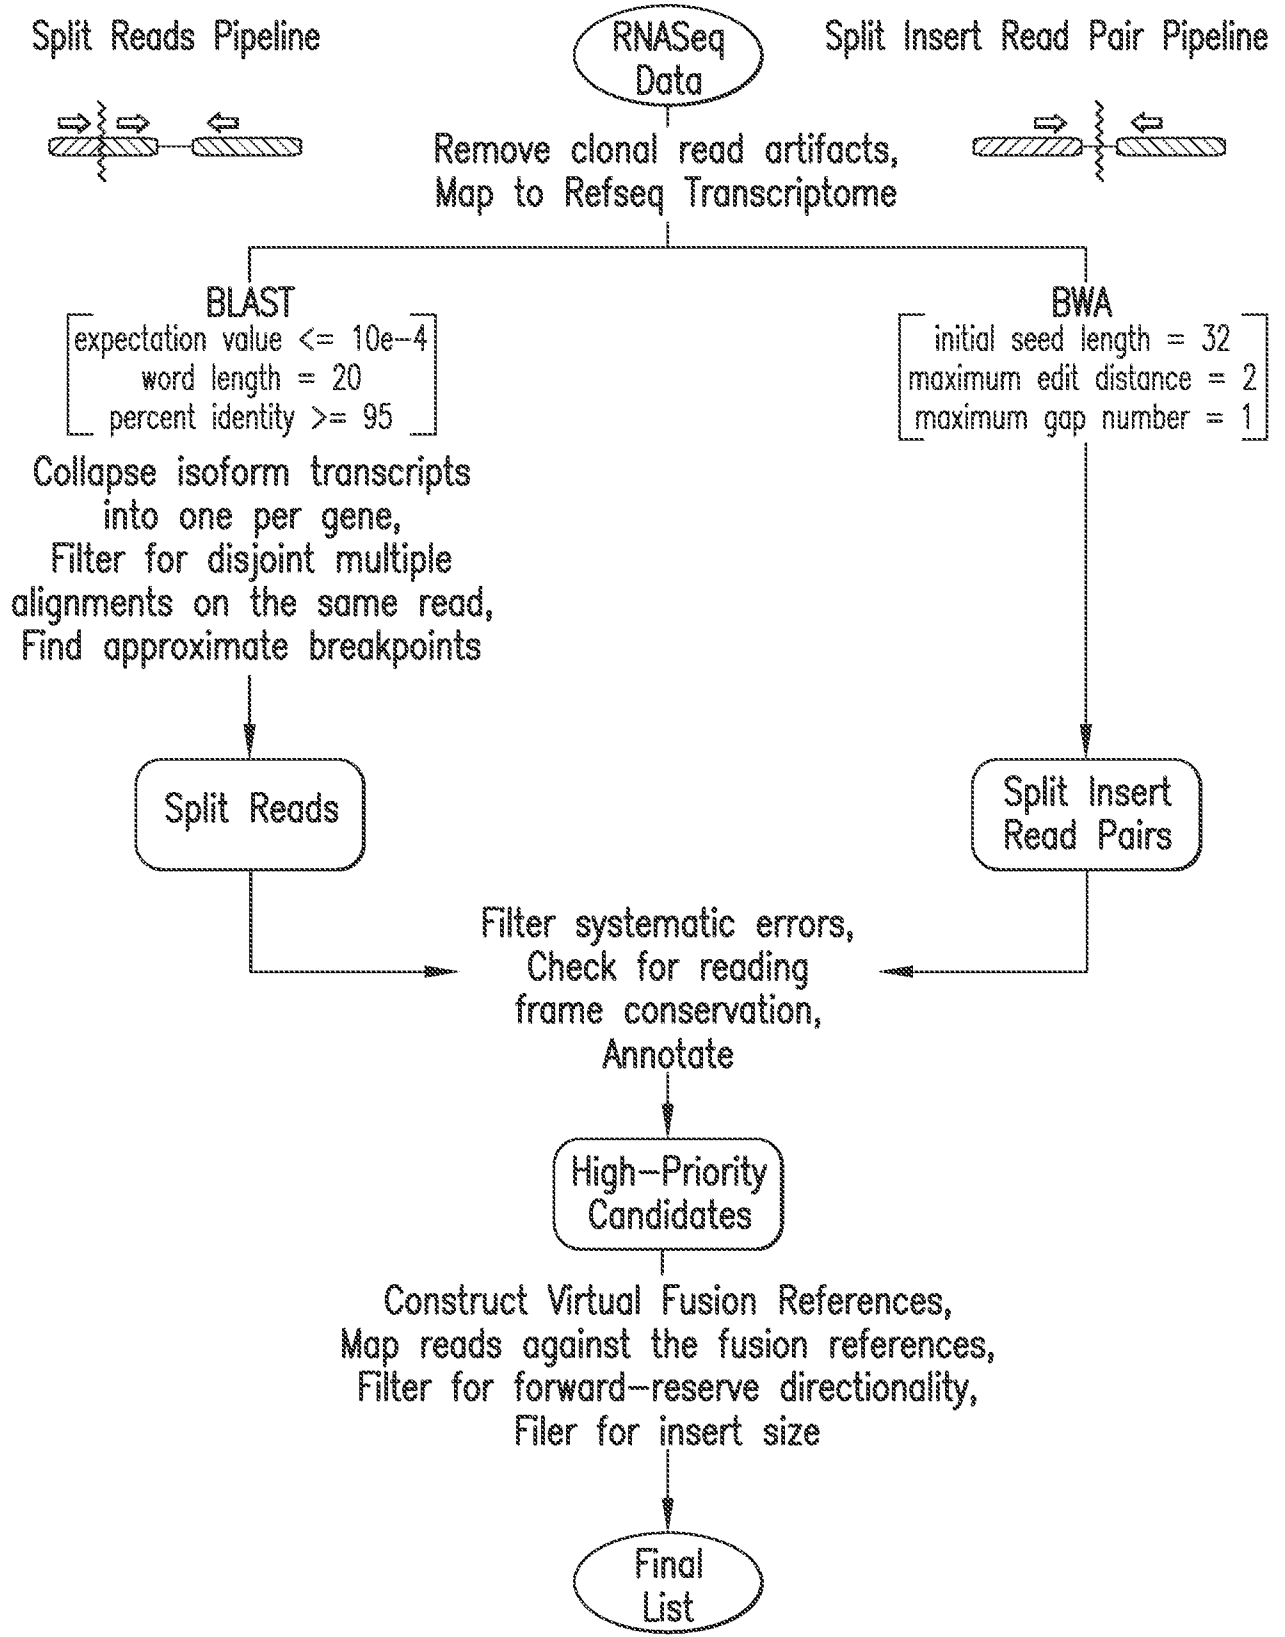 Split Reads Pipeline
RNASeq
Data
Split Insert Read Pair Pipeline
Remove clonal read artifacts,
Map to Refseq Transcriptome
BLAST
expectation value <= 10e-4
word length = 20
percent identity >= 95
BWA
initial seed length = 32
maximum edit distance = 2
maximum gap number = 1
Collapse isoform transcripts
into one per gene,
Filter for disjoint multiple
alignments on the same read,
Find approximate breakpoints
Split Reads
Split Insert
Read Pairs
Filter systematic errors,
Check for reading
frame conservation,
Annotate
High-Priority
Candidates
Construct Virtual Fusion References,
Map reads against the fusion references,
Filter for forward-reserve directionality,
Filer for insert size
Final
List